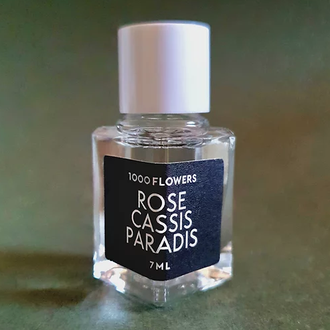 1000 FLOWERS
ROSE
CASSIS
PARADIS
7ML